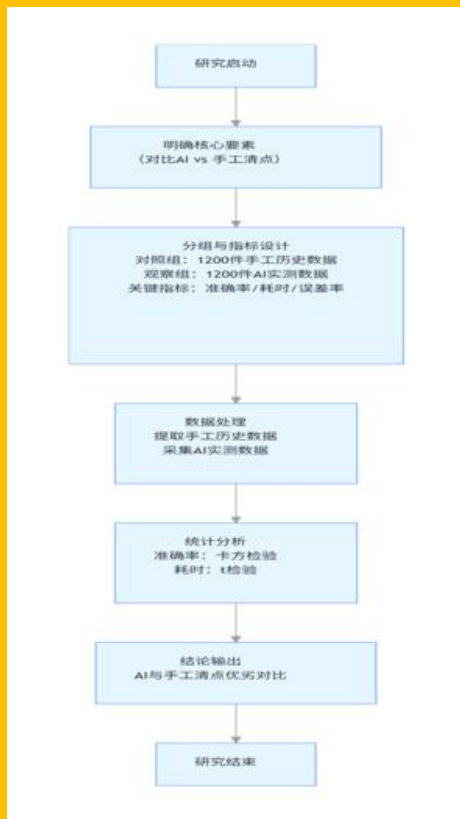 研究启动
明确核心要素
（对比AI vs 手工清点）
分组与指标设计
对照组：1200件手工历史数据
观察组：1200件AI实测数据
关键指标：准确率/耗时/误差率
数据处理
提取手工历史数据
采集AI实测数据
统计分析
准确率：卡方检验
耗时：t检验
结论输出
AI与手工清点优劣对比
研究结束